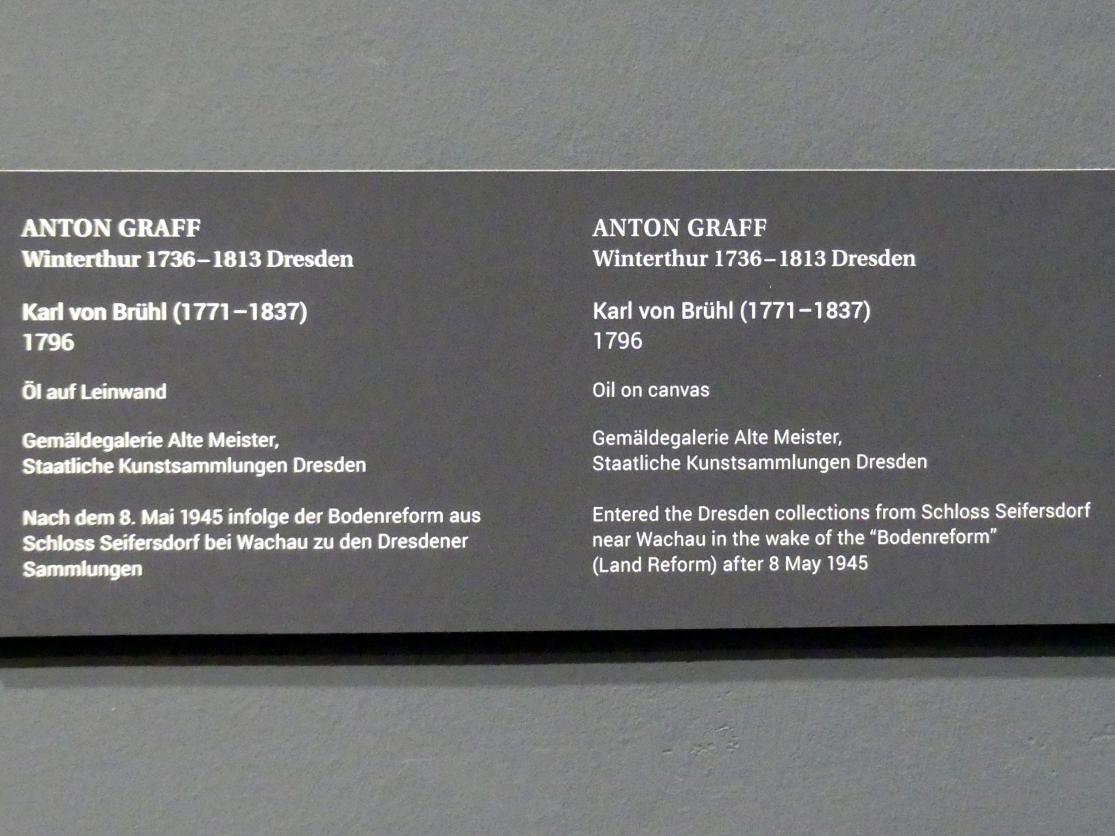 ANTON GRAFF
Winterthur 1736–1813 Dresden
Karl von Brühl (1771–1837)
1796
Öl auf Leinwand
Gemäldegalerie Alte Meister,
Staatliche Kunstsammlungen Dresden
Nach dem 8. Mai 1945 infolge der Bodenreform aus
Schloss Seifersdorf bei Wachau zu den Dresdener
Sammlungen
ANTON GRAFF
Winterthur 1736–1813 Dresden
Karl von Brühl (1771–1837)
1796
Oil on canvas
Gemäldegalerie Alte Meister,
Staatliche Kunstsammlungen Dresden
Entered the Dresden collections from Schloss Seifersdorf
near Wachau in the wake of the “Bodenreform”
(Land Reform) after 8 May 1945